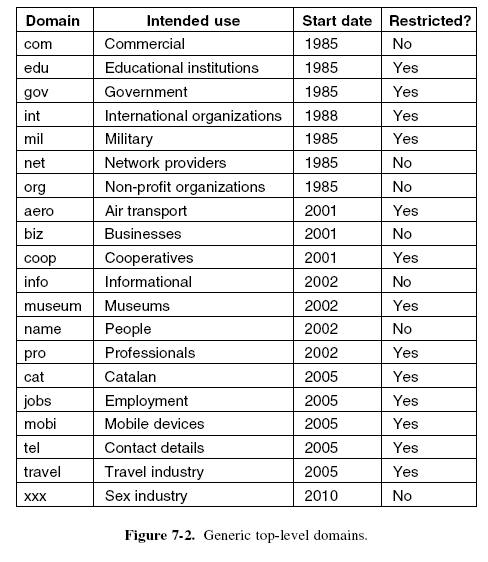 Domain Intended use Start date Restricted?
com Commercial 1985 No
edu Educational institutions 1985 Yes
gov Government 1985 Yes
int International organizations 1988 Yes
mil Military 1985 Yes
net Network providers 1985 No
org Non-profit organizations 1985 No
aero Air transport 2001 Yes
biz Businesses 2001 No
coop Cooperatives 2001 Yes
info Informational 2002 No
museum Museums 2002 Yes
name People 2002 No
pro Professionals 2002 Yes
cat Catalan 2005 Yes
jobs Employment 2005 Yes
mobi Mobile devices 2005 Yes
tel Contact details 2005 Yes
travel Travel industry 2005 Yes
xxx Sex industry 2010 No
Figure 7-2. Generic top-level domains.